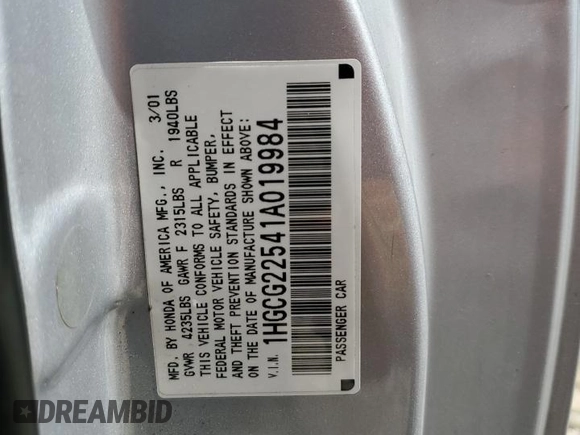 MFD. BY HONDA OF AMERICA MFG., INC. 3/01
GVWR 4235LBS GAWR F 2315LBS R 1940LBS
THIS VEHICLE CONFORMS TO ALL APPLICABLE
FEDERAL MOTOR VEHICLE SAFETY, BUMPER,
AND THEFT PREVENTION STANDARDS IN EFFECT
ON THE DATE OF MANUFACTURE SHOWN ABOVE:
V.I.N. 1HGCG22541A019984
PASSENGER CAR
DREAMBID